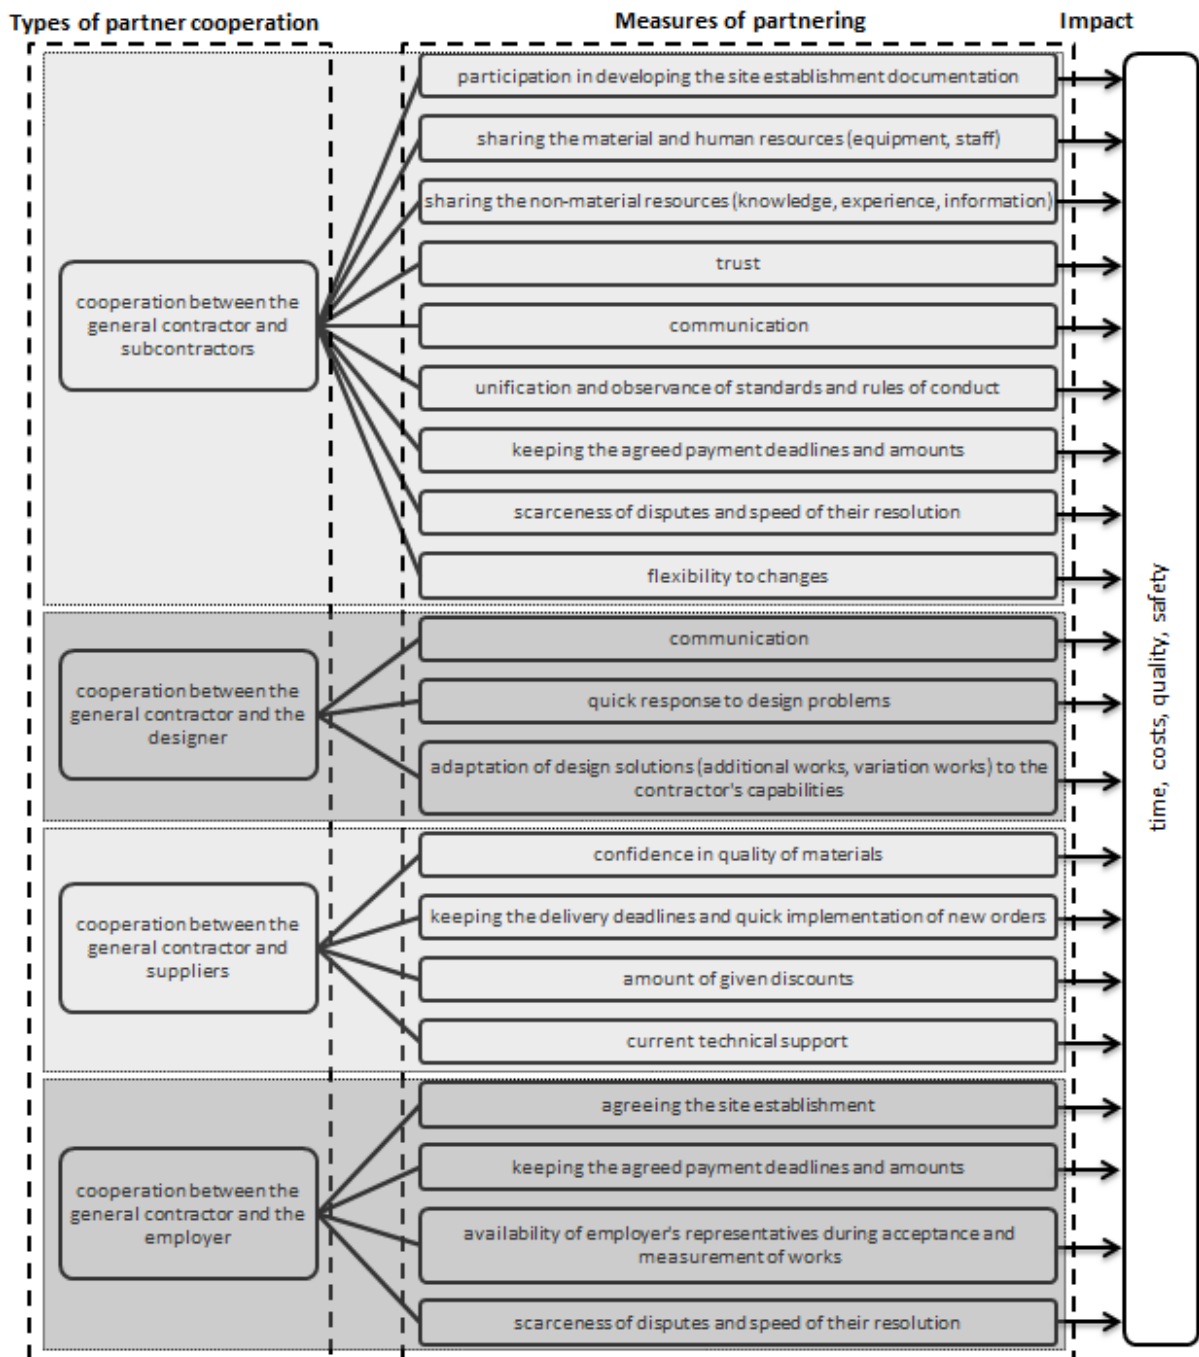 Types of partner cooperation
Measures of partnering
Impact
cooperation between the
general contractor and
subcontractors
participation in developing the site establishment documentation
sharing the material and human resources (equipment, staff)
sharing the non-material resources (knowledge, experience, information)
trust
communication
unification and observance of standards and rules of conduct
keeping the agreed payment deadlines and amounts
scarceness of disputes and speed of their resolution
flexibility to changes
cooperation between the
general contractor and the
designer
communication
quick response to design problems
adaptation of design solutions (additional works, variation works) to the
contractor's capabilities
cooperation between the
general contractor and
suppliers
confidence in quality of materials
keeping the delivery deadlines and quick implementation of new orders
amount of given discounts
current technical support
cooperation between the
general contractor and the
employer
agreeing the site establishment
keeping the agreed payment deadlines and amounts
availability of employer's representatives during acceptance and
measurement of works
scarceness of disputes and speed of their resolution
time, costs, quality, safety